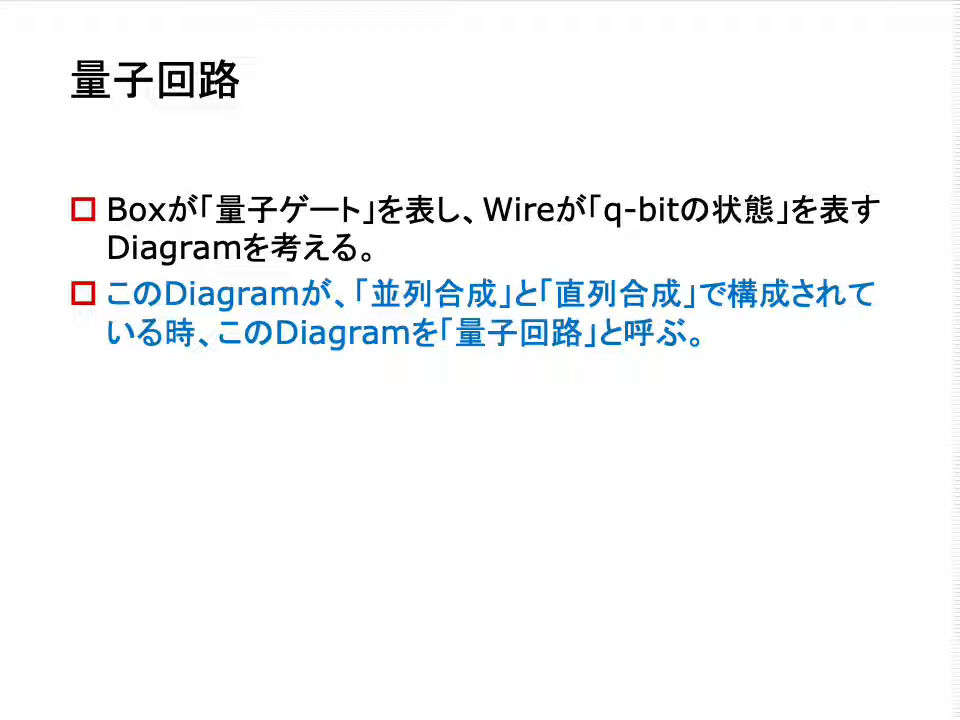 量子回路
Boxが「量子ゲート」を表し、Wireが「q-bitの状態」を表す
Diagramを考える。
このDiagramが、「並列合成」と「直列合成」で構成されて
いる時、このDiagramを「量子回路」と呼ぶ。